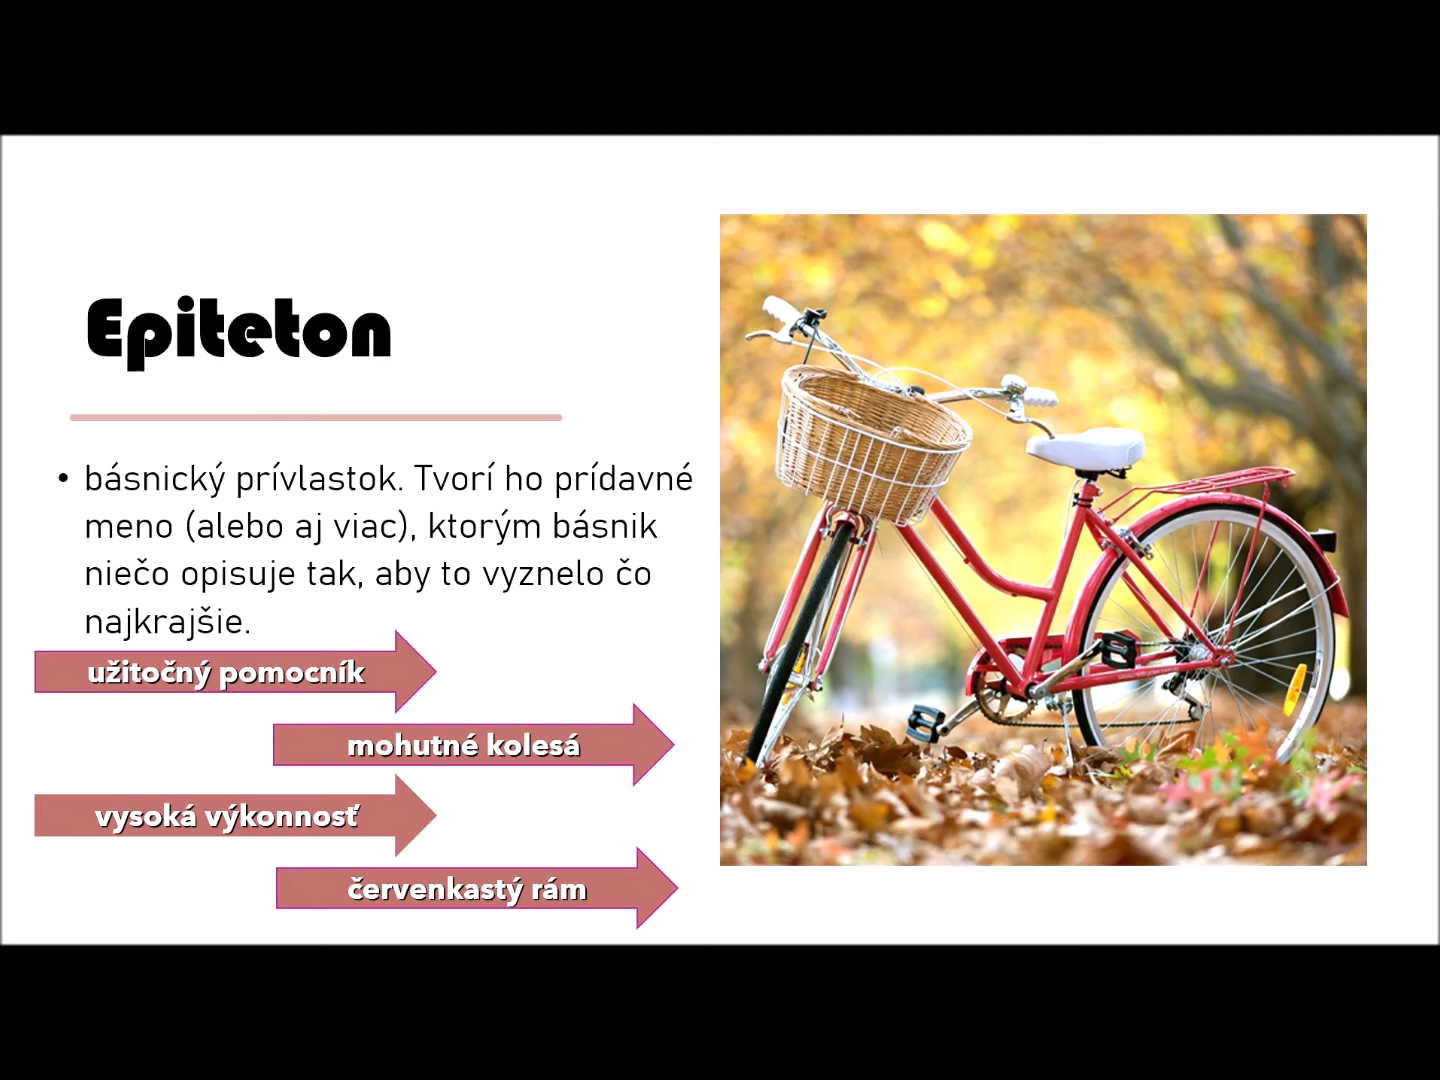 Epiteton
• básnický prívlastok. Tvorí ho prídavné
meno (alebo aj viac), ktorým básnik
niečo opisuje tak, aby to vyznelo čo
najkrajšie.
užitočný pomocník
mohutné kolesá
vysoká výkonnosť
červenkastý rám